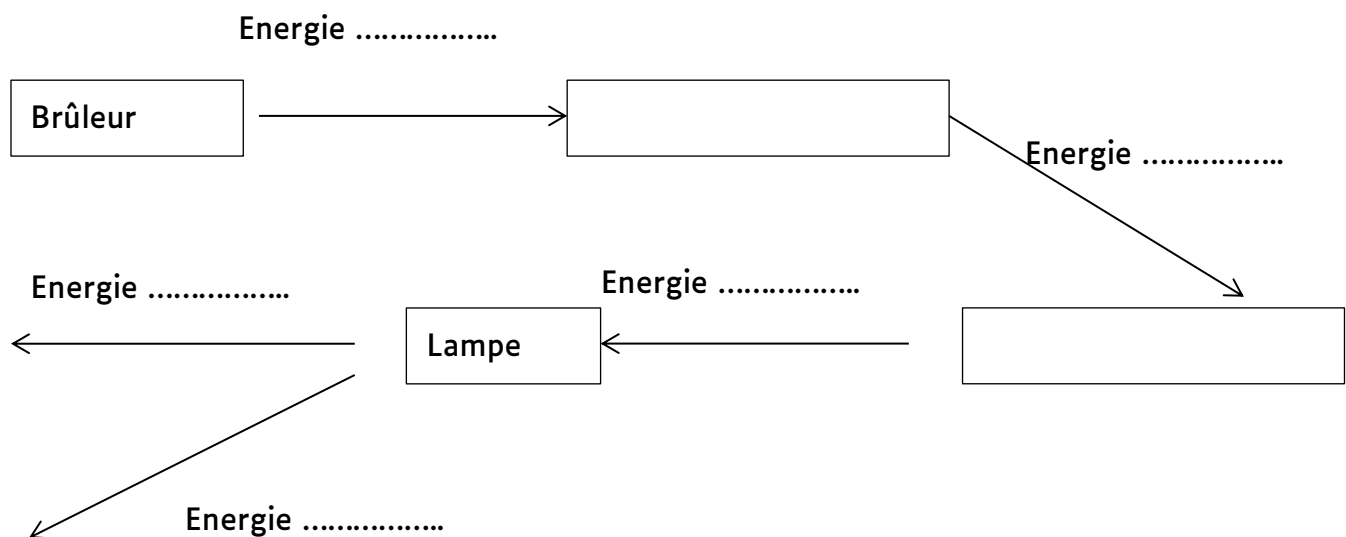 Energie ……………..
Brûleur
Energie ……………..
Energie ……………..
Energie ……………..
Lampe
Energie ……………..